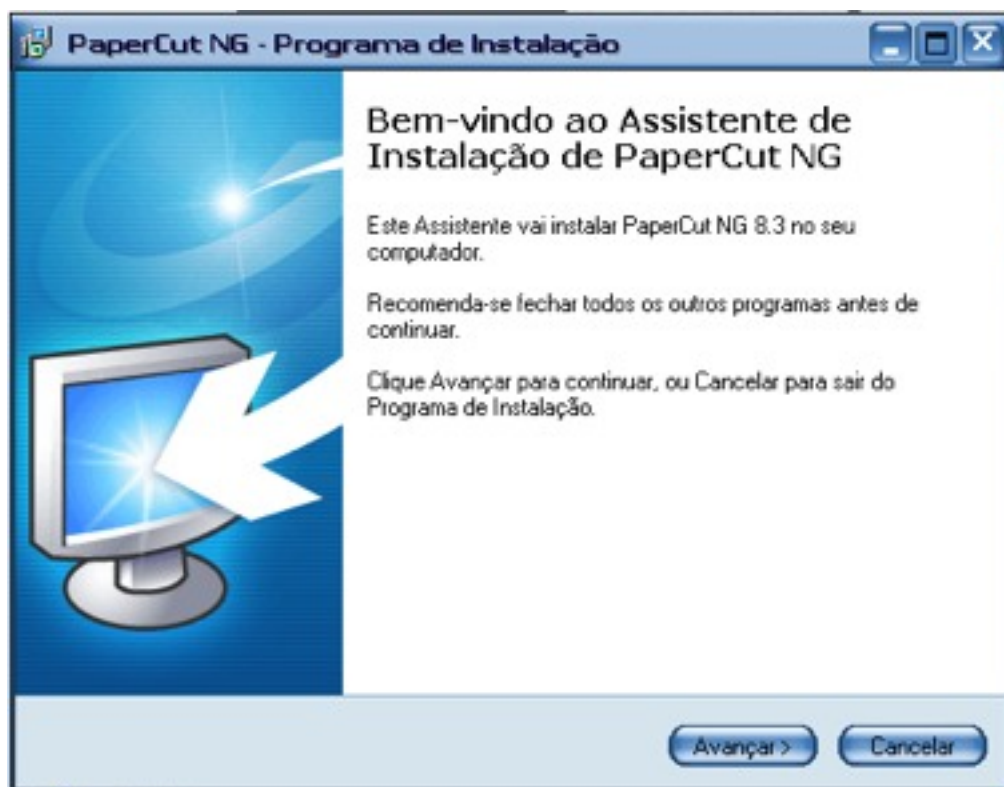 PaperCut NG - Programa de Instalação
Bem-vindo ao Assistente de
Instalação de PaperCut NG
Este Assistente vai instalar PaperCut NG 8.3 no seu
computador.
Recomenda-se fechar todos os outros programas antes de
continuar.
Clique Avançar para continuar, ou Cancelar para sair do
Programa de Instalação.
Avançar >
Cancelar